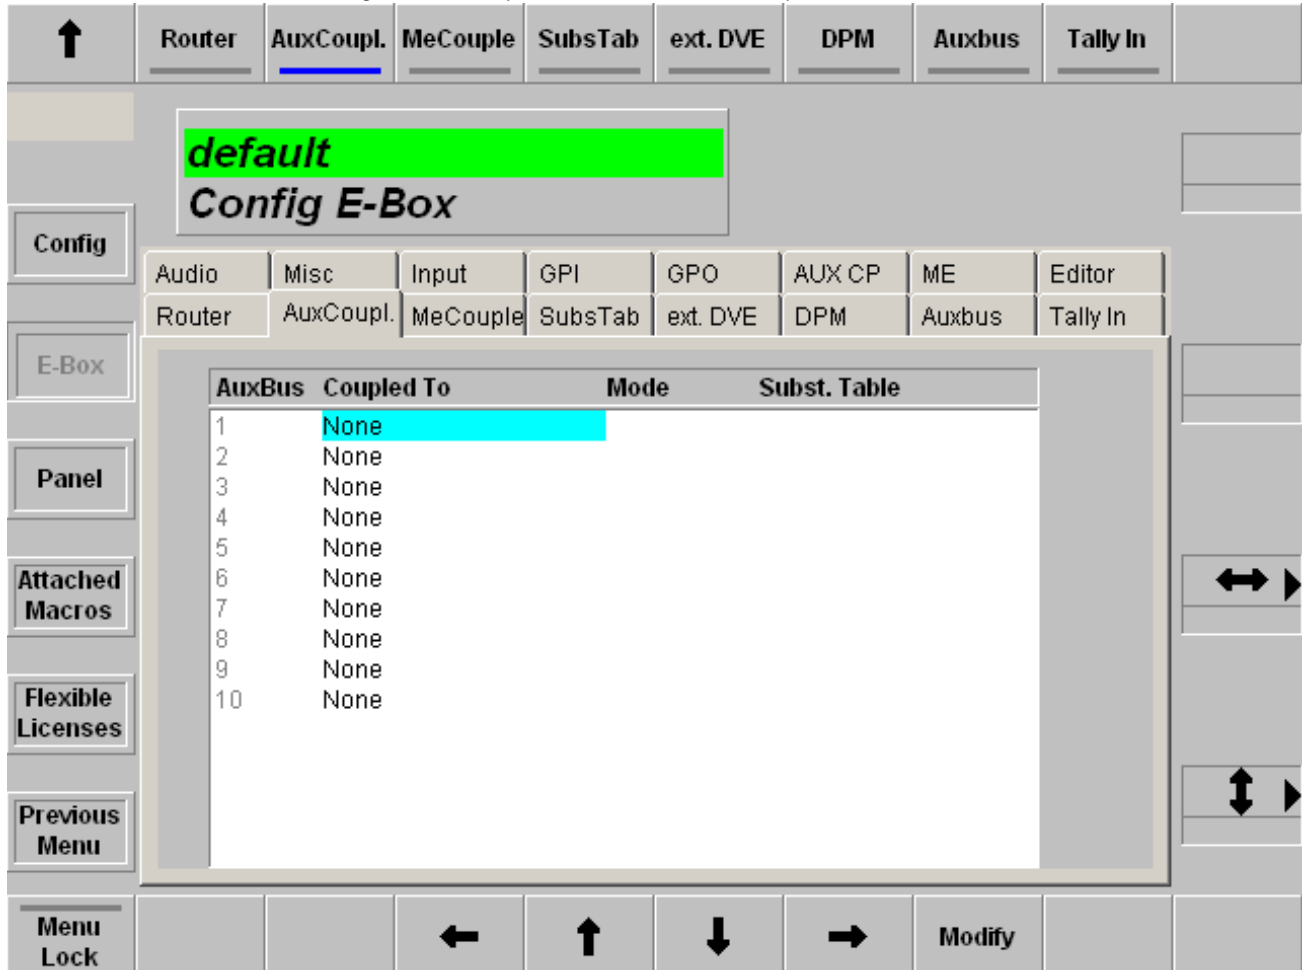 Router AuxCoupl. MeCouple SubsTab ext. DVE DPM Auxbus Tally In
default
Config E-Box
Config
Audio Misc Input GPI GPO AUX CP ME Editor
Router AuxCoupl. MeCouple SubsTab ext. DVE DPM Auxbus Tally In
E-Box
AuxBus Coupled To Mode Subst. Table
1 None
2 None
Panel
3 None
4 None
5 None
6 None
Attached
Macros
7 None
8 None
9 None
10 None
Flexible
Licenses
Previous
Menu
Menu
Lock
Modify